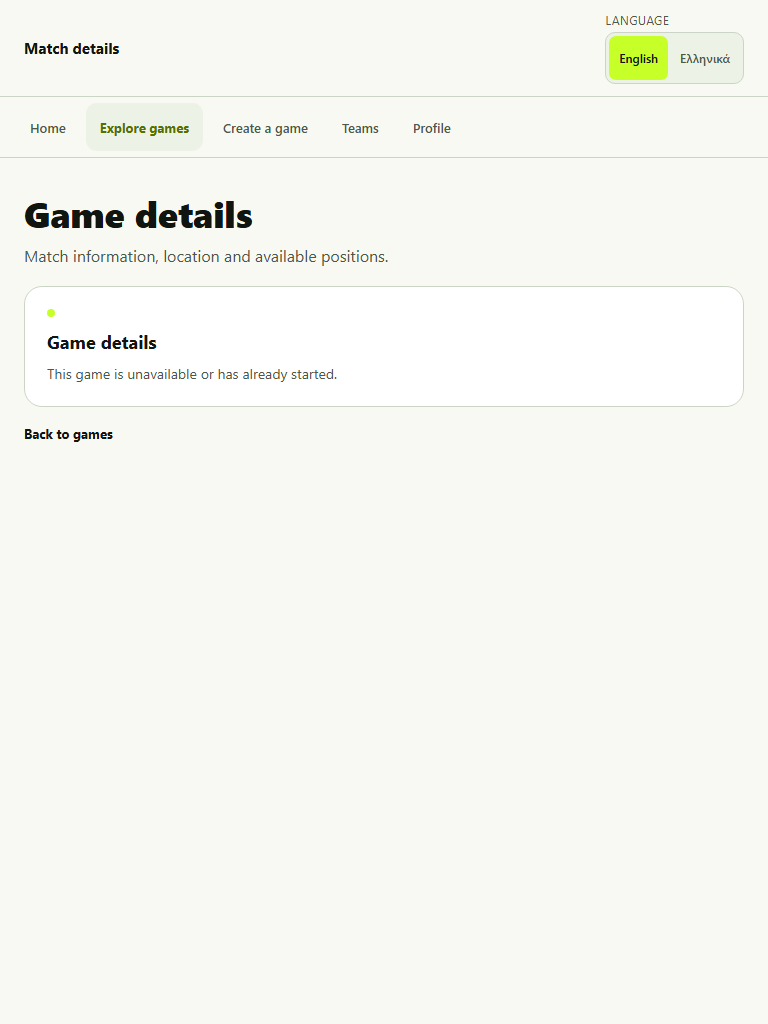 Match details
LANGUAGE
English Ελληνικά
Home Explore games Create a game Teams Profile
Game details
Match information, location and available positions.
Game details
This game is unavailable or has already started.
Back to games